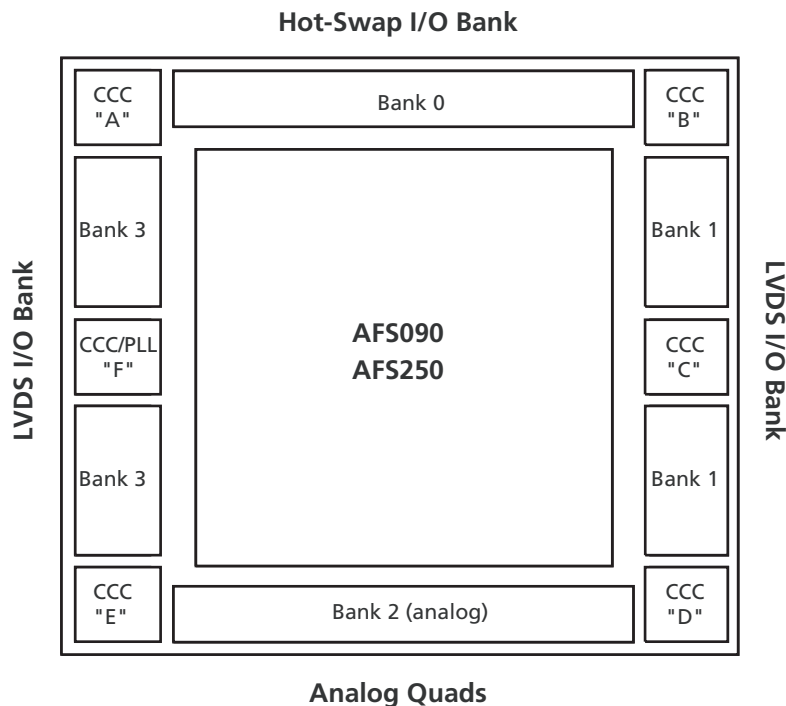 Hot-Swap I/O Bank
CCC
"A"
Bank 0
CCC
"B"
Bank 3
Bank 1
LVDS I/O Bank
LVDS I/O Bank
CCC/PLL
"F"
AFS090
AFS250
CCC
"C"
Bank 3
Bank 1
CCC
"E"
Bank 2 (analog)
CCC
"D"
Analog Quads